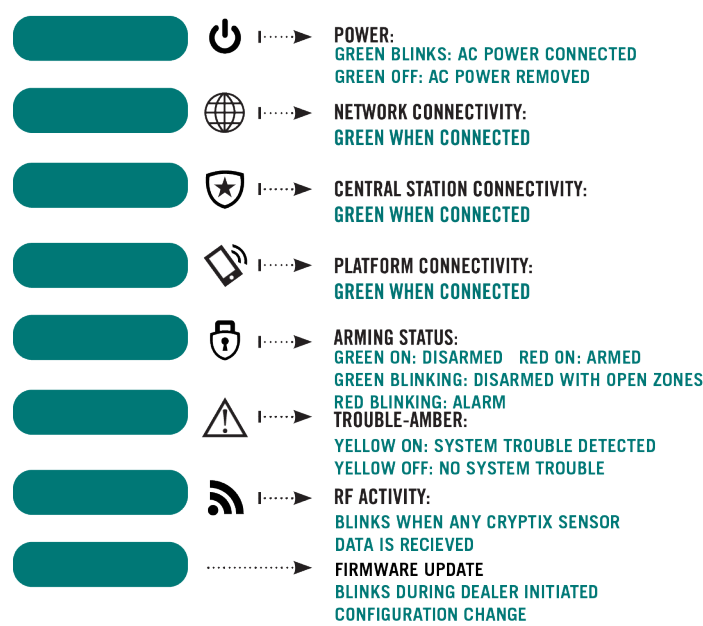 POWER:
GREEN BLINKS: AC POWER CONNECTED
GREEN OFF: AC POWER REMOVED
NETWORK CONNECTIVITY:
GREEN WHEN CONNECTED
CENTRAL STATION CONNECTIVITY:
GREEN WHEN CONNECTED
PLATFORM CONNECTIVITY:
GREEN WHEN CONNECTED
ARMING STATUS:
GREEN ON: DISARMED RED ON: ARMED
GREEN BLINKING: DISARMED WITH OPEN ZONES
RED BLINKING: ALARM
TROUBLE-AMBER:
YELLOW ON: SYSTEM TROUBLE DETECTED
YELLOW OFF: NO SYSTEM TROUBLE
RF ACTIVITY:
BLINKS WHEN ANY CRYPTIX SENSOR
DATA IS RECIEVED
FIRMWARE UPDATE
BLINKS DURING DEALER INITIATED
CONFIGURATION CHANGE